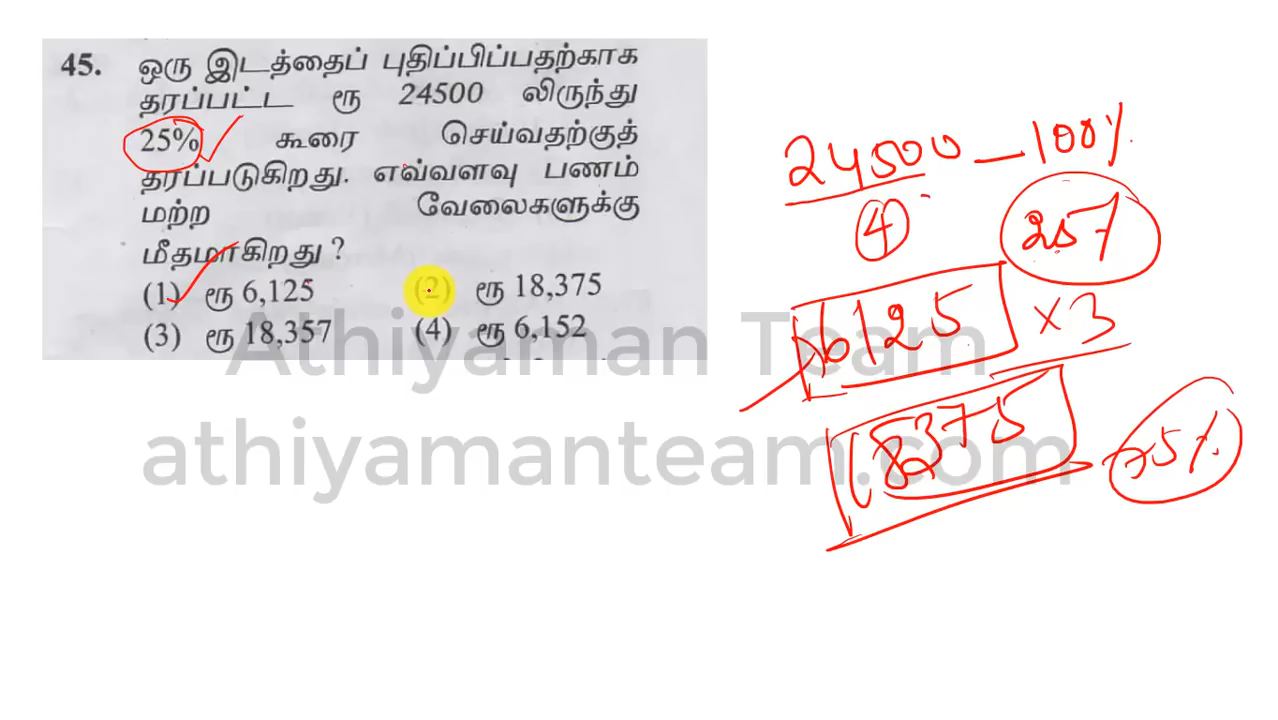 45. ஒரு இடத்தைப் புதிப்பிப்பதற்காக
தரப்பட்ட ரூ 24500 லிருந்து
25% கூரை செய்வதற்குத்
தரப்படுகிறது. எவ்வளவு பணம்
மற்ற வேலைகளுக்கு
மீதமாகிறது ?
(1) ரூ 6,125 (2) ரூ 18,375
(3) ரூ 18,357 (4) ரூ 6,152
24500 — 100%
4
25%
6125 × 3
18375
75%
Athiyaman Team
athiyamanteam.com